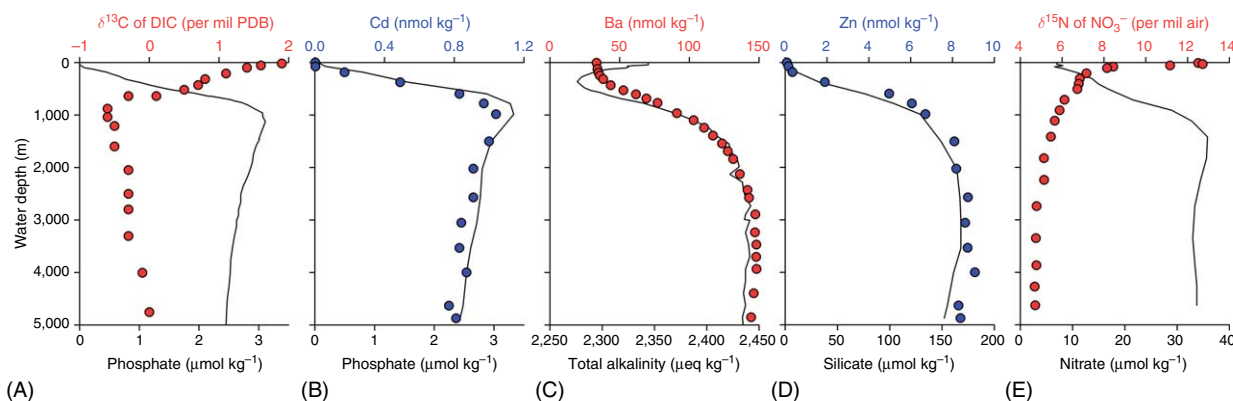 δ¹³C of DIC (per mil PDB)
−1 0 1 2
Cd (nmol kg⁻¹)
0.0 0.4 0.8 1.2
Ba (nmol kg⁻¹)
0 50 100 150
Zn (nmol kg⁻¹)
0 2 4 6 8 10
δ¹⁵N of NO₃⁻ (per mil air)
4 6 8 10 12 14
Water depth (m)
0
1,000
2,000
3,000
4,000
5,000
0 1 2 3
Phosphate (μmol kg⁻¹)
(A)
0 1 2 3
Phosphate (μmol kg⁻¹)
(B)
2,250 2,300 2,350 2,400 2,450
Total alkalinity (μeq kg⁻¹)
(C)
0 50 100 150 200
Silicate (μmol kg⁻¹)
(D)
0 10 20 30 40
Nitrate (μmol kg⁻¹)
(E)